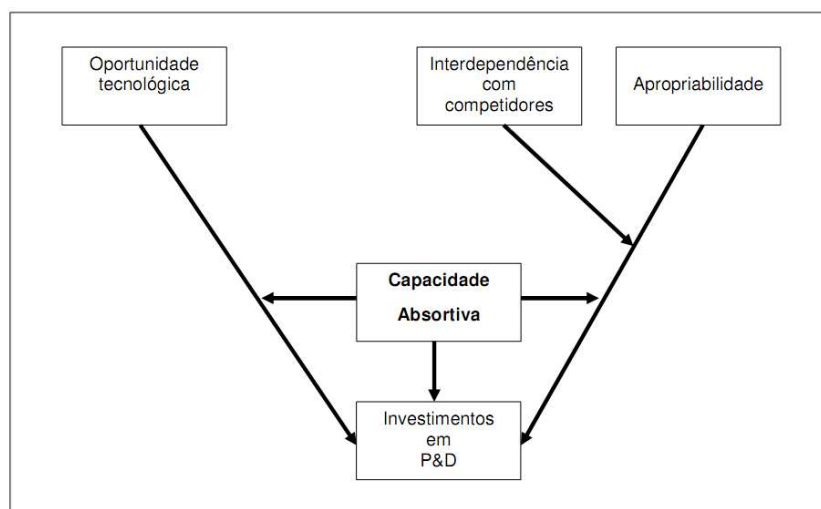 Oportunidade
tecnológica
Interdependência
com
competidores
Apropriabilidade
Capacidade
Absortiva
Investimentos
em
P&D